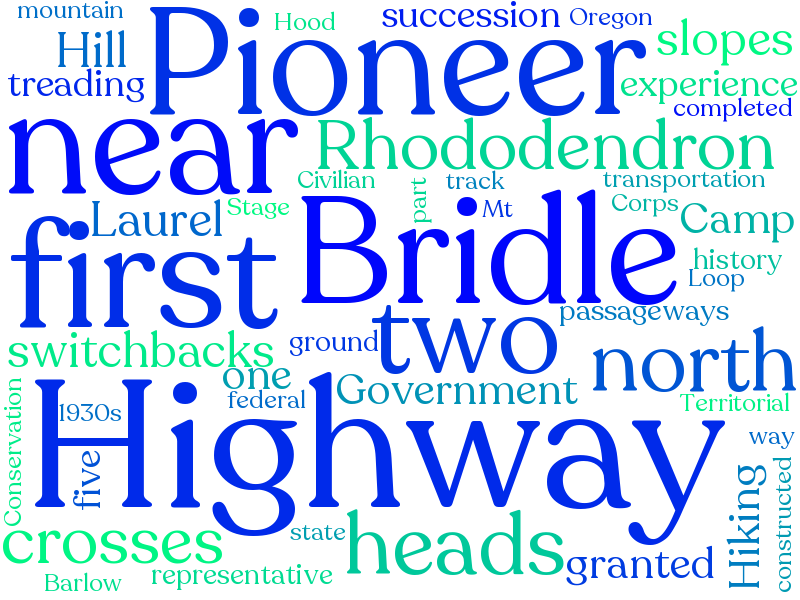 mountain
Pioneer
Hood
succession
Oregon
Hill
slopes
treading
experience
completed
near
Rhododendron
Civilian
part
track
transportation
Laurel
Stage
Bridle
Mt
Corps
Camp
first
history
Loop
passageways
switchbacks
ground
two
north
one
Government
federal
Conservation
Highway
1930s
Territorial
way
five
Hiking
constructed
crosses
state
heads
granted
Barlow
representative